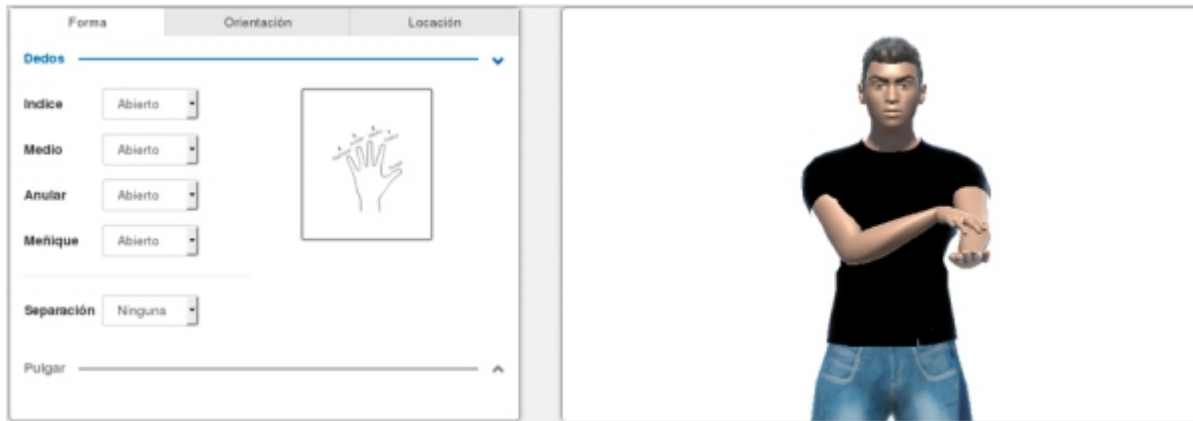 Forma Orientación Locación
Dedos
Indice Abierto
Medio Abierto
Anular Abierto
Meñique Abierto
Separación Ninguna
Pulgar